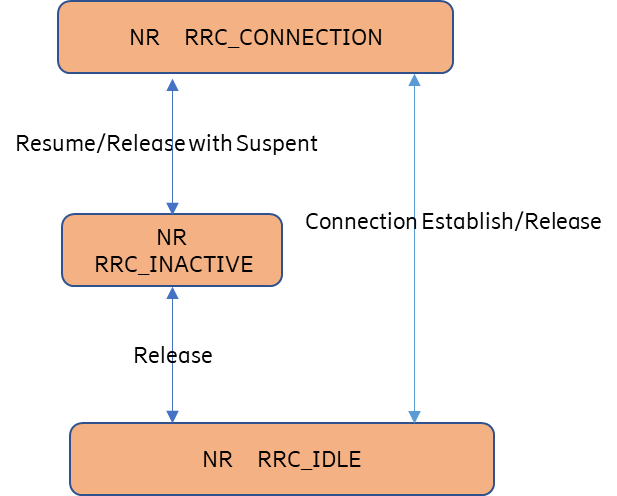 NR RRC_CONNECTION
Resume/Release with Suspent
Connection Establish/Release
NR
RRC_INACTIVE
Release
NR RRC_IDLE